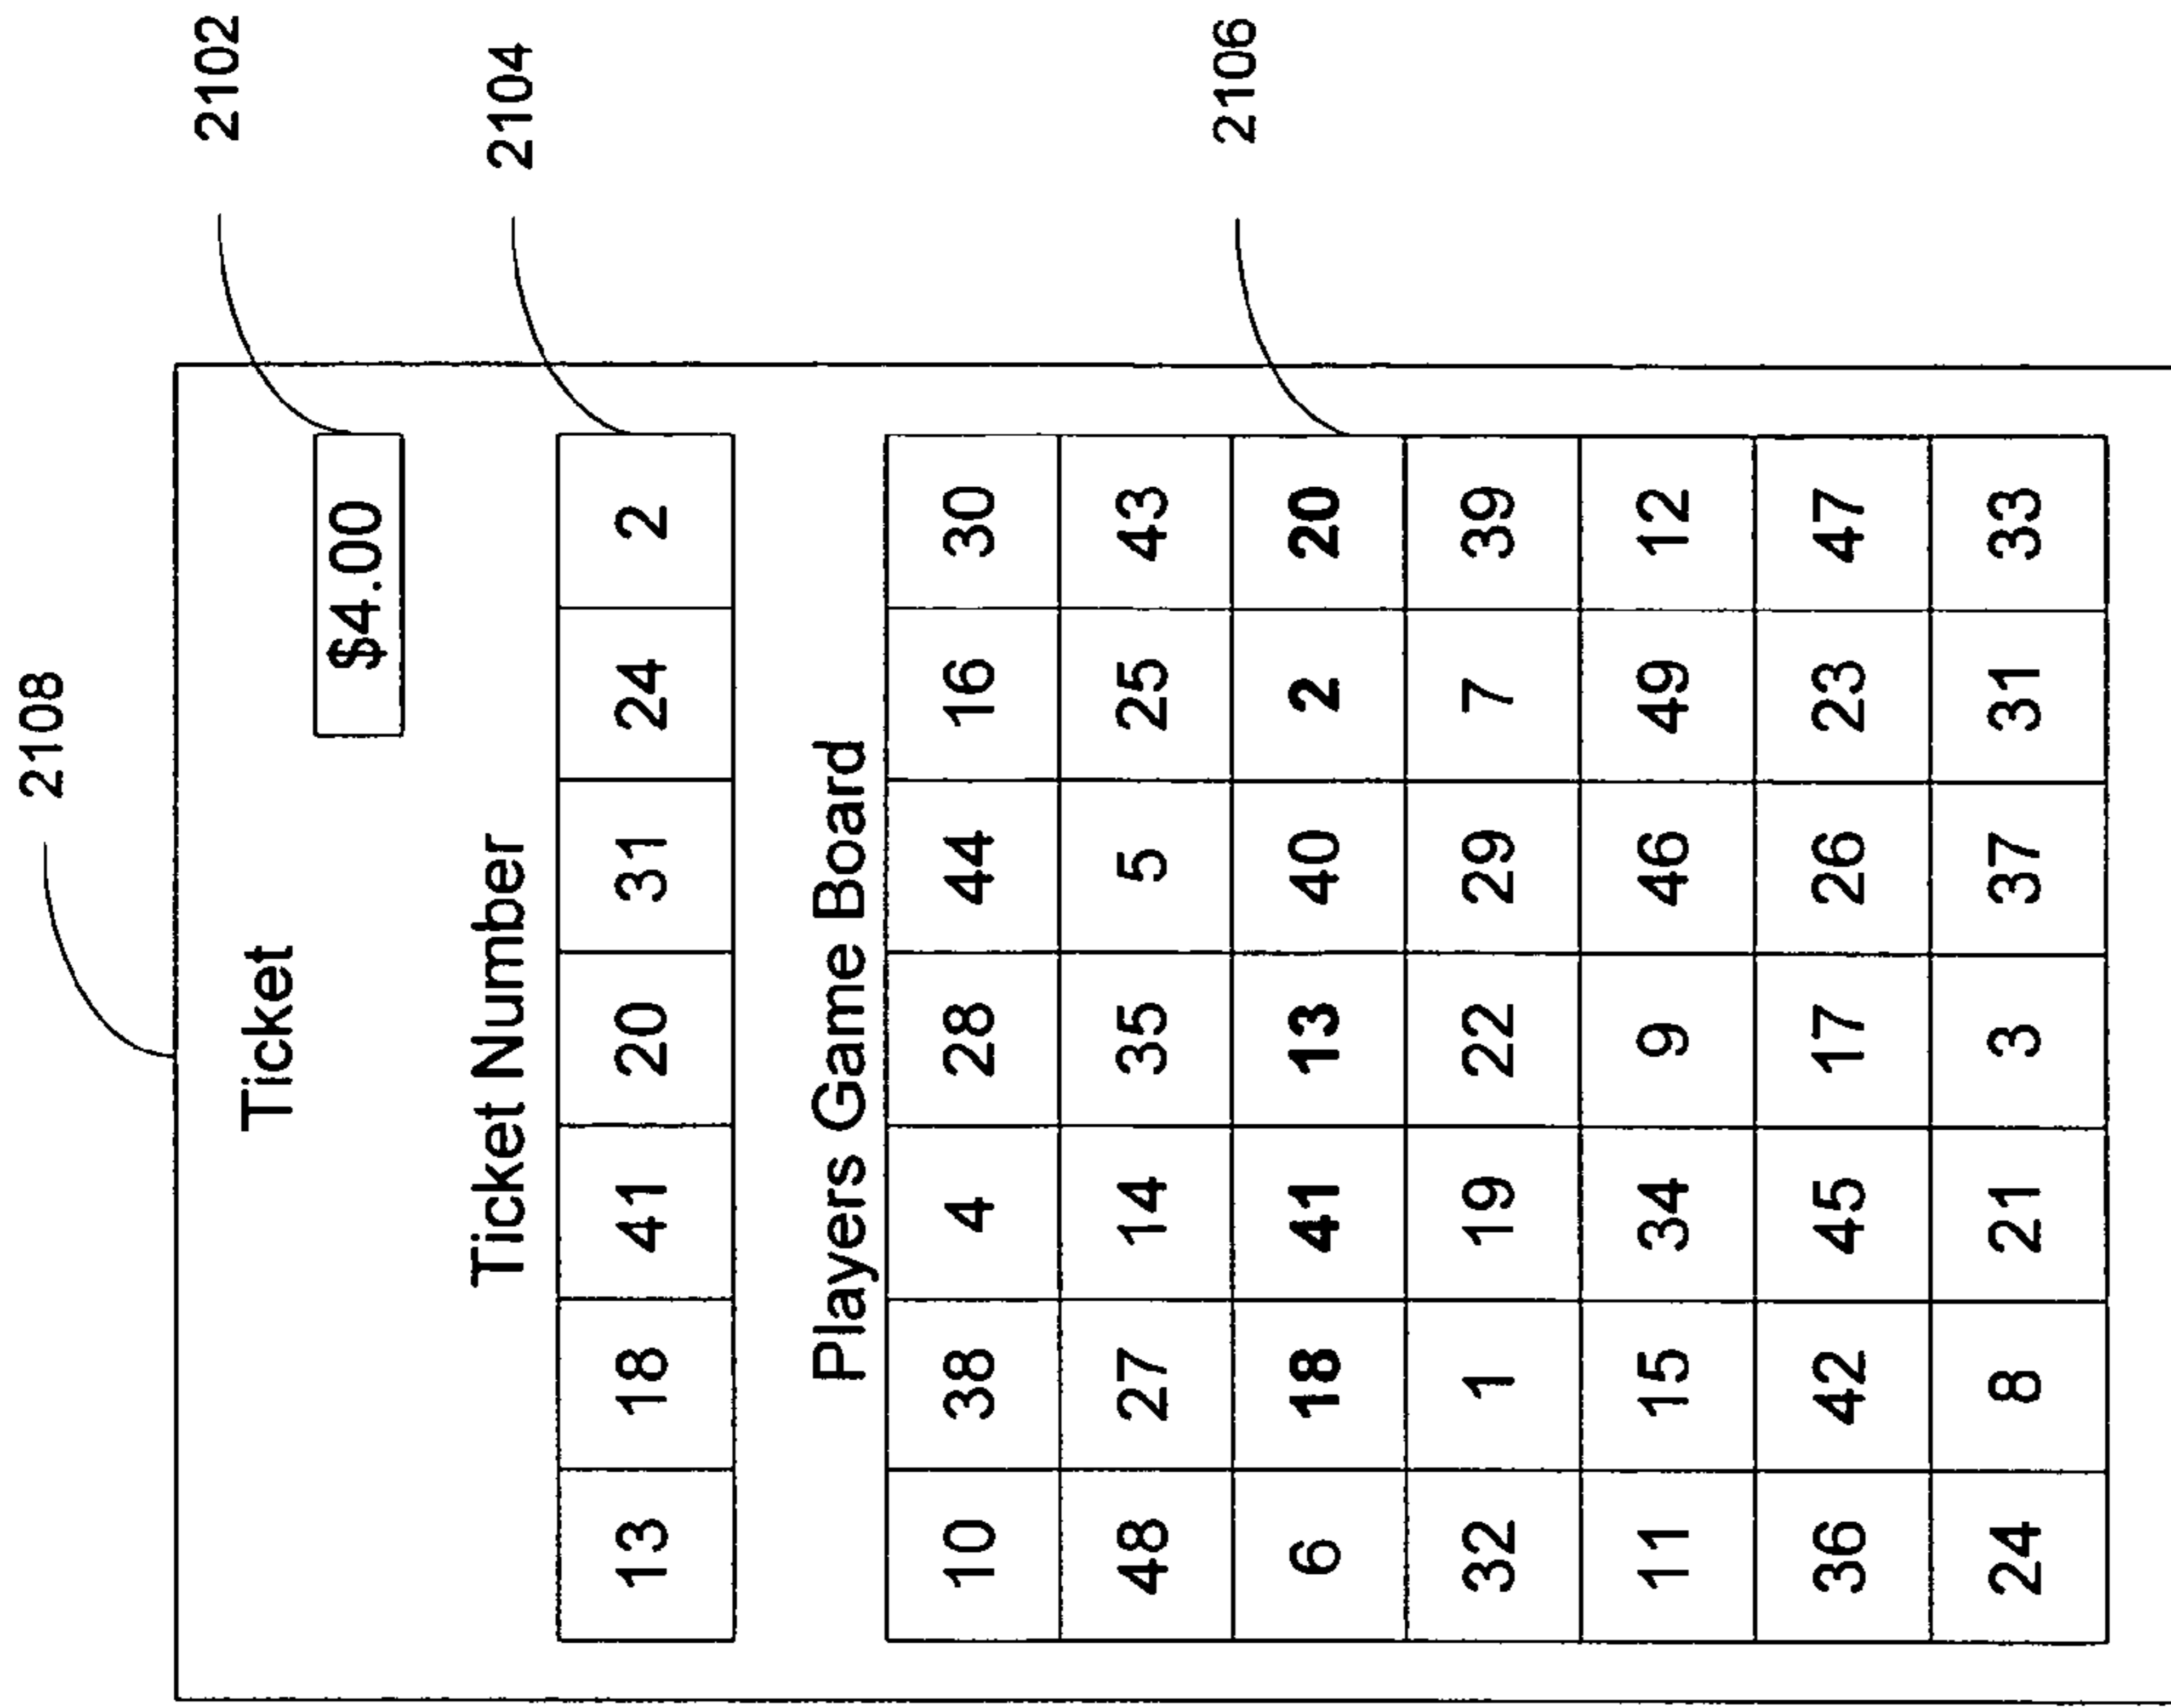 2108
Ticket
$4.00
2102
Ticket Number
2104
13 18 41 20 31 24 2
Players Game Board
10 38 4 28 44 16 30
48 27 14 35 5 25 43
6 18 41 13 40 2 20
2106
32 1 19 22 29 7 39
11 15 34 9 46 49 12
36 42 45 17 26 23 47
24 8 21 3 37 31 33